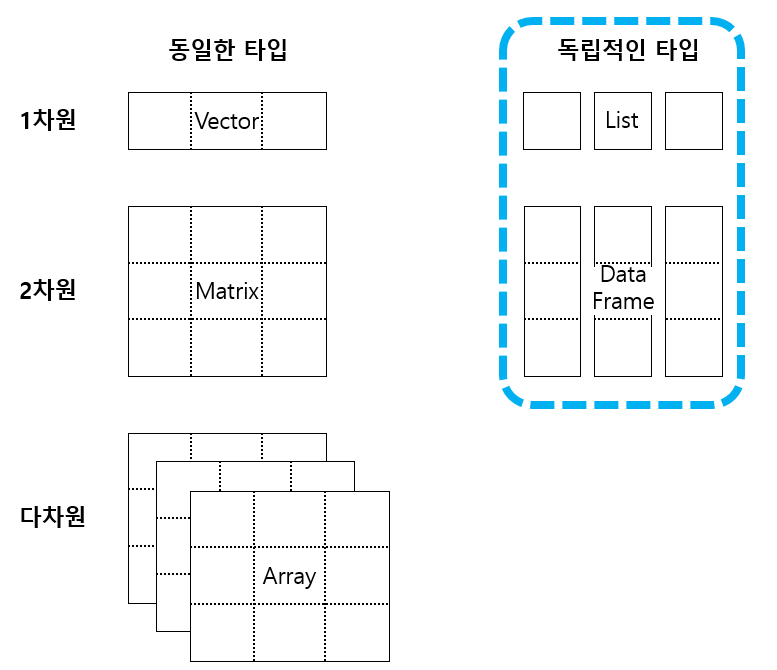 동일한 타입
독립적인 타입
1차원
Vector
List
2차원
Matrix
Data
Frame
다차원
Array